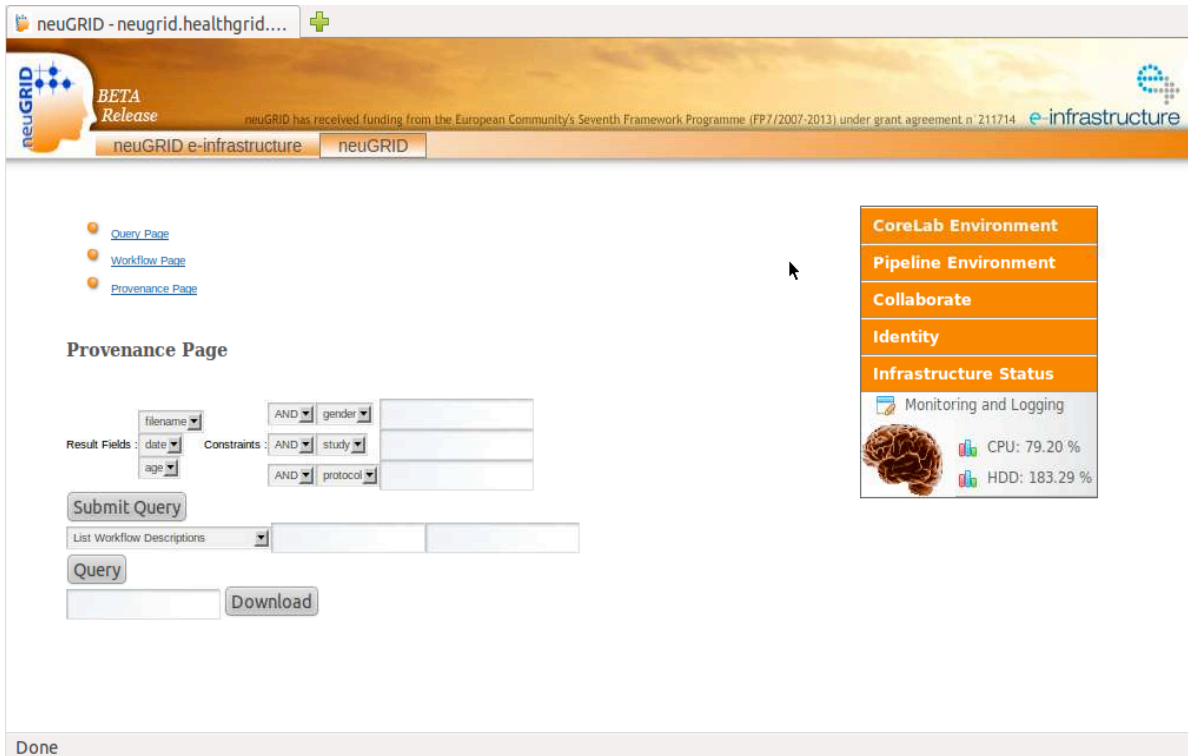 neuGRID - neugrid.healthgrid....
neuGRID
BETA
Release
neuGRID has received funding from the European Community's Seventh Framework Programme (FP7/2007-2013) under grant agreement n°211714
e-infrastructure
neuGRID e-infrastructure
neuGRID
Query Page
Workflow Page
Provenance Page
Provenance Page
filename
AND gender
Result Fields : date Constraints : AND study
age
AND protocol
Submit Query
List Workflow Descriptions
Query
Download
CoreLab Environment
Pipeline Environment
Collaborate
Identity
Infrastructure Status
Monitoring and Logging
CPU: 79.20 %
HDD: 183.29 %
Done